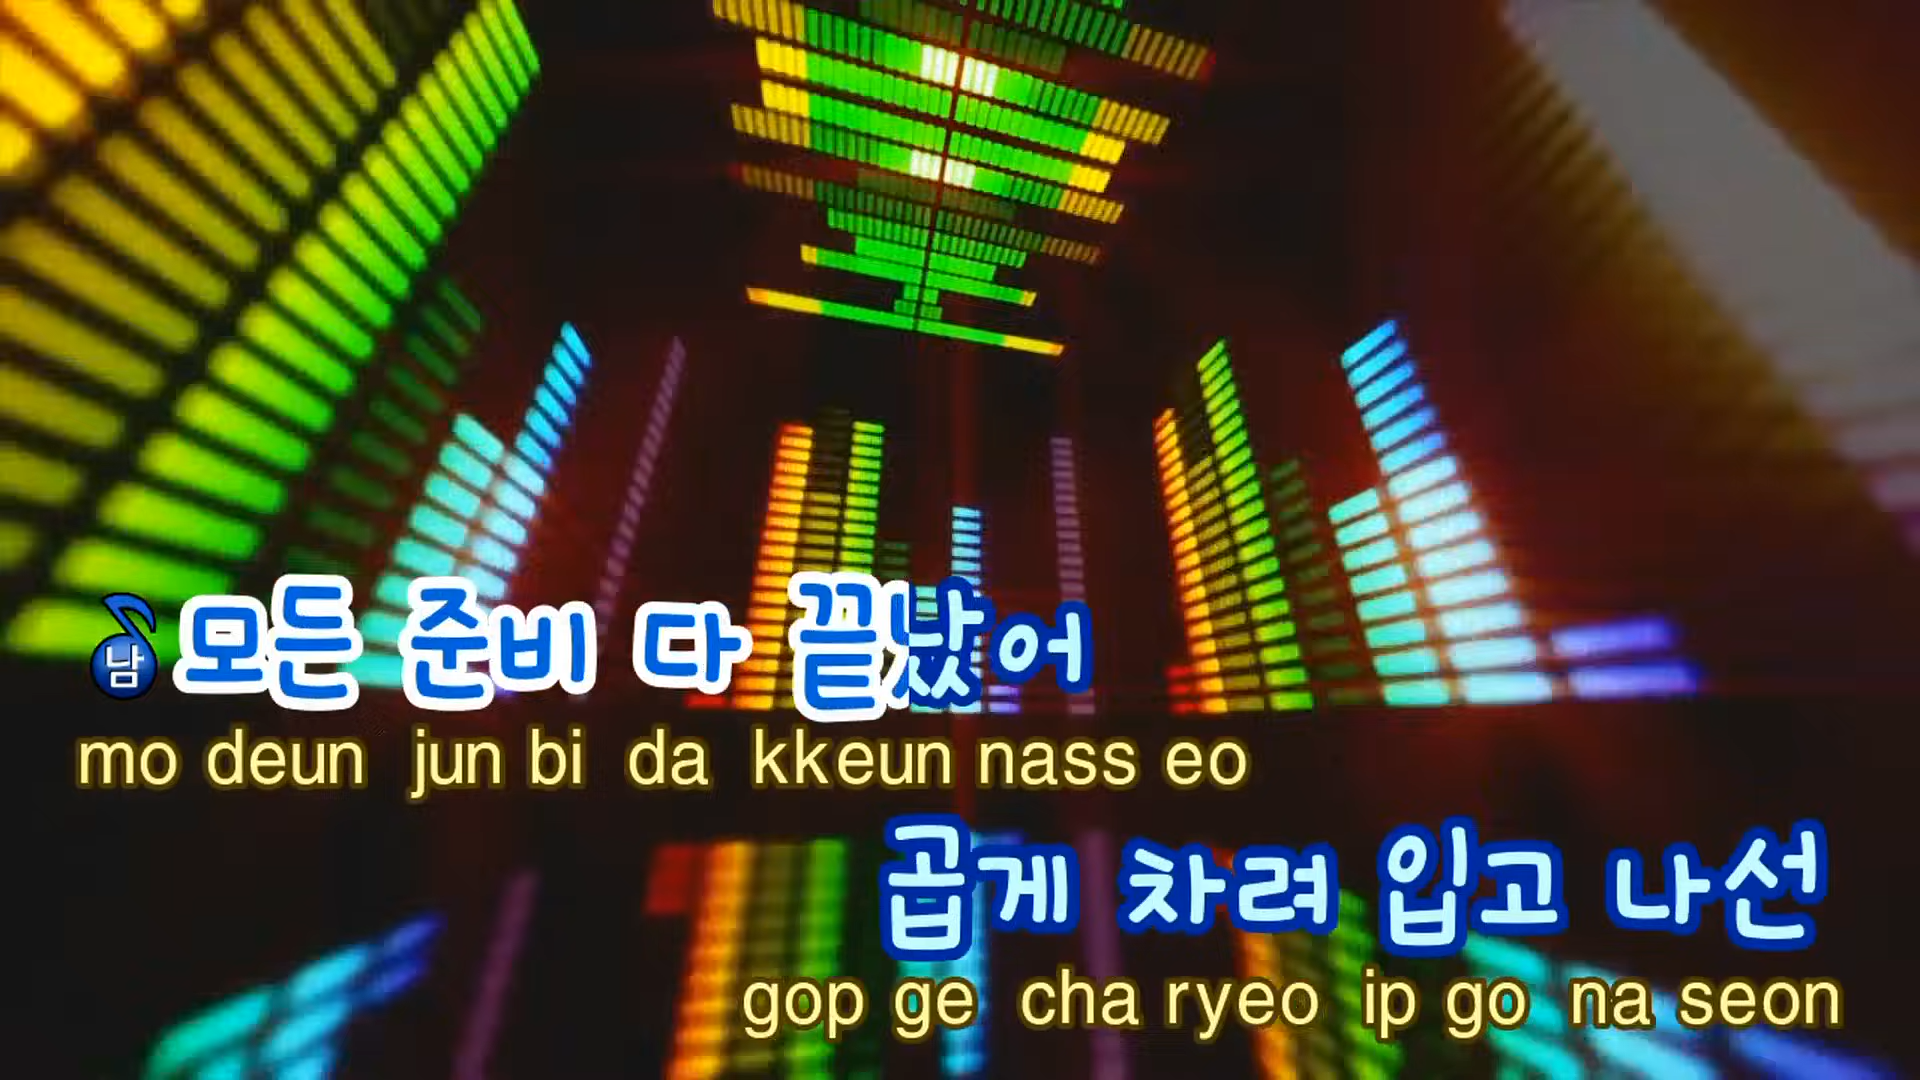 남 모든 준비 다 끝났어
mo deun jun bi da kkeun nass eo
곱게 차려 입고 나선
gop ge cha ryeo ip go na seon